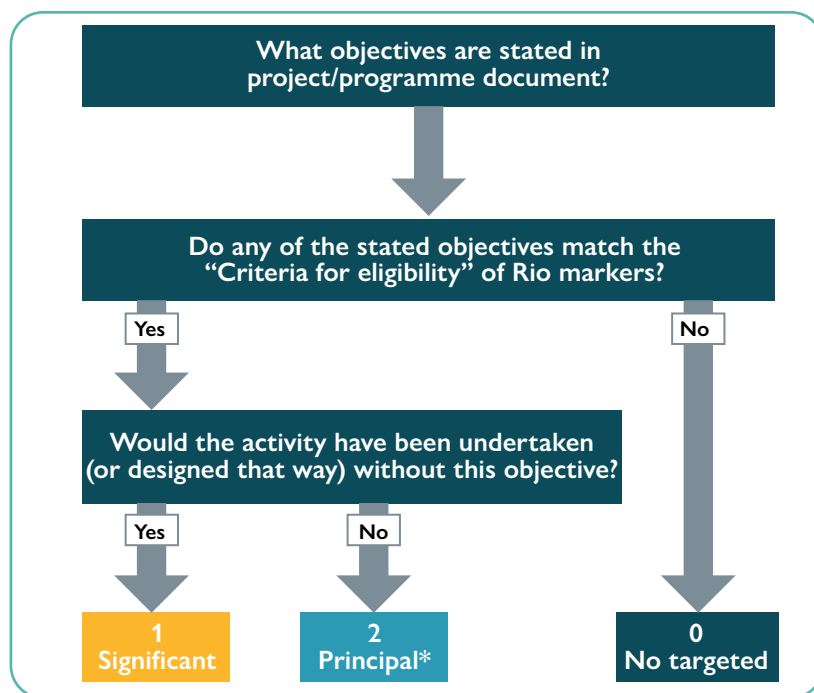 What objectives are stated in
project/programme document?
Do any of the stated objectives match the
“Criteria for eligibility” of Rio markers?
Yes
No
Would the activity have been undertaken
(or designed that way) without this objective?
Yes
No
1
Significant
2
Principal*
0
No targeted